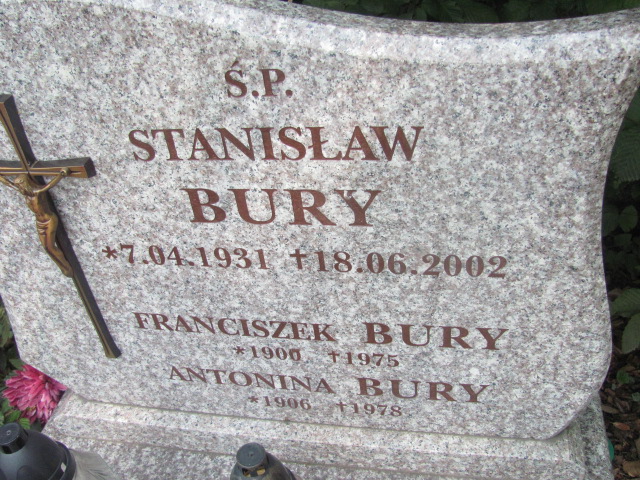 Ś.P.
STANISŁAW
BURY
*7.04.1931 †18.06.2002
FRANCISZEK BURY
*1900 †1975
ANTONINA BURY
*1906 †1978